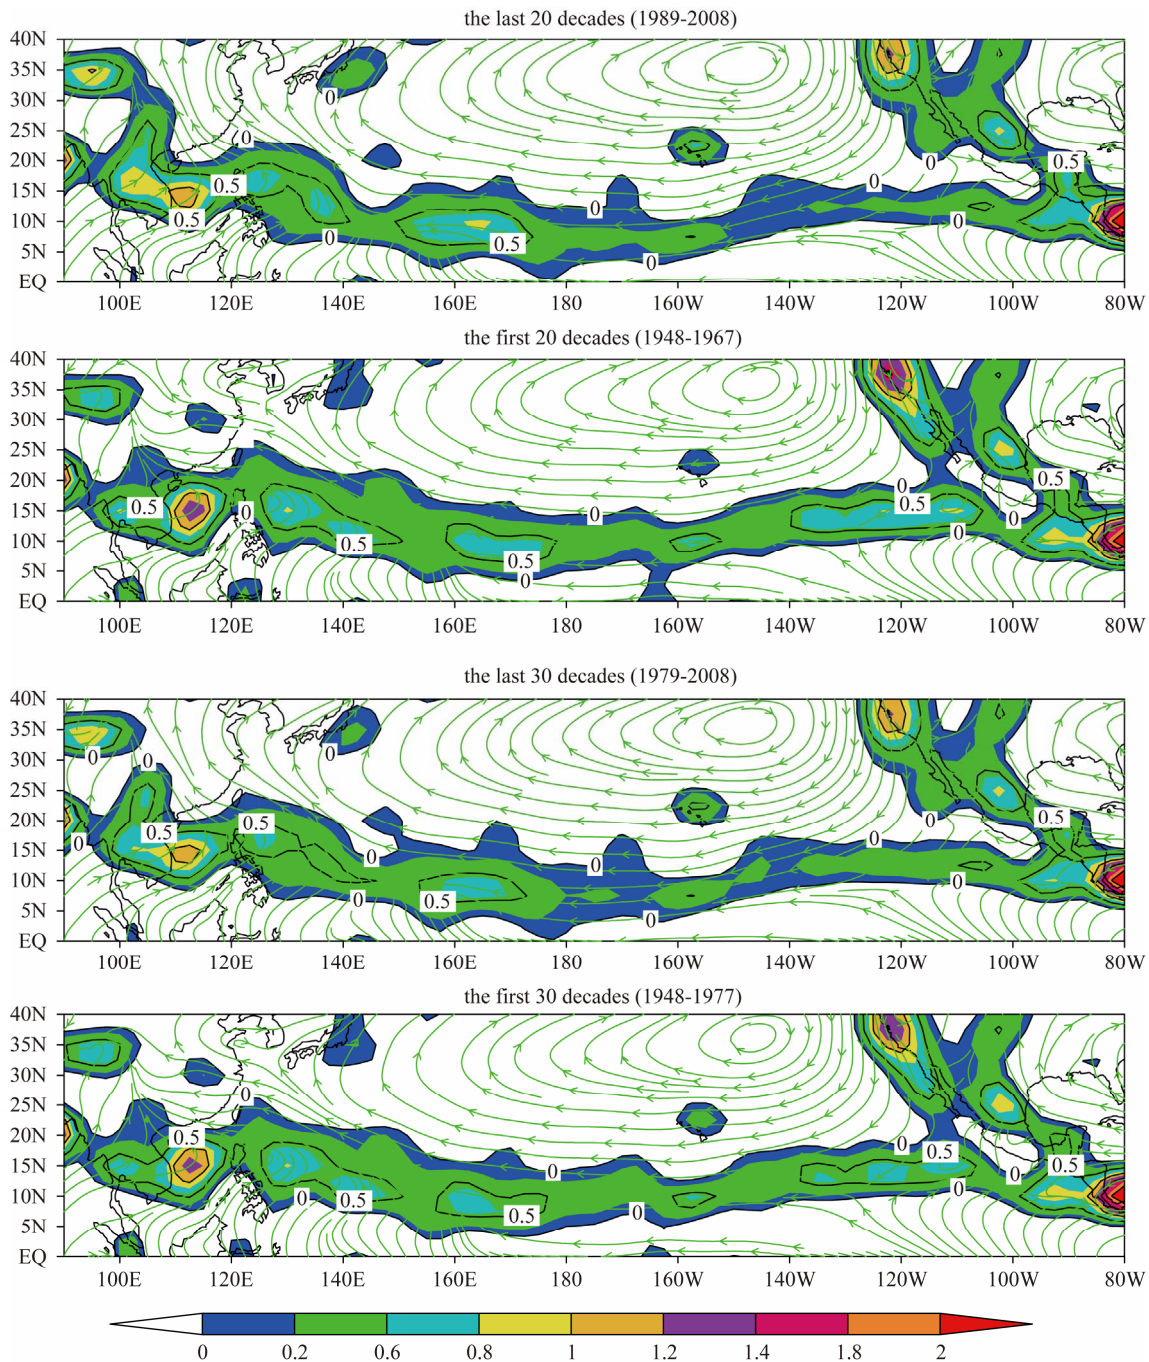 the last 20 decades (1989-2008)
40N
35N
30N
25N
20N
15N
10N
5N
EQ
0
0
0
0.5
0.5
0.5
0
0
0
0
0
0.5
0
100E 120E 140E 160E 180 160W 140W 120W 100W 80W
the first 20 decades (1948-1967)
40N
35N
30N
25N
20N
15N
10N
5N
EQ
0.5
0
0.5
0.5
0
0
0
0.5
0
0
0.5
100E 120E 140E 160E 180 160W 140W 120W 100W 80W
the last 30 decades (1979-2008)
40N
35N
30N
25N
20N
15N
10N
5N
EQ
0
0
0
0
0.5
0.5
0
0
0.5
0
0
0
0
0
0.5
100E 120E 140E 160E 180 160W 140W 120W 100W 80W
the first 30 decades (1948-1977)
40N
35N
30N
25N
20N
15N
10N
5N
EQ
0
0.5
0
0.5
0.5
0
0
0
0.5
0
0
0.5
100E 120E 140E 160E 180 160W 140W 120W 100W 80W
0 0.2 0.6 0.8 1 1.2 1.4 1.8 2